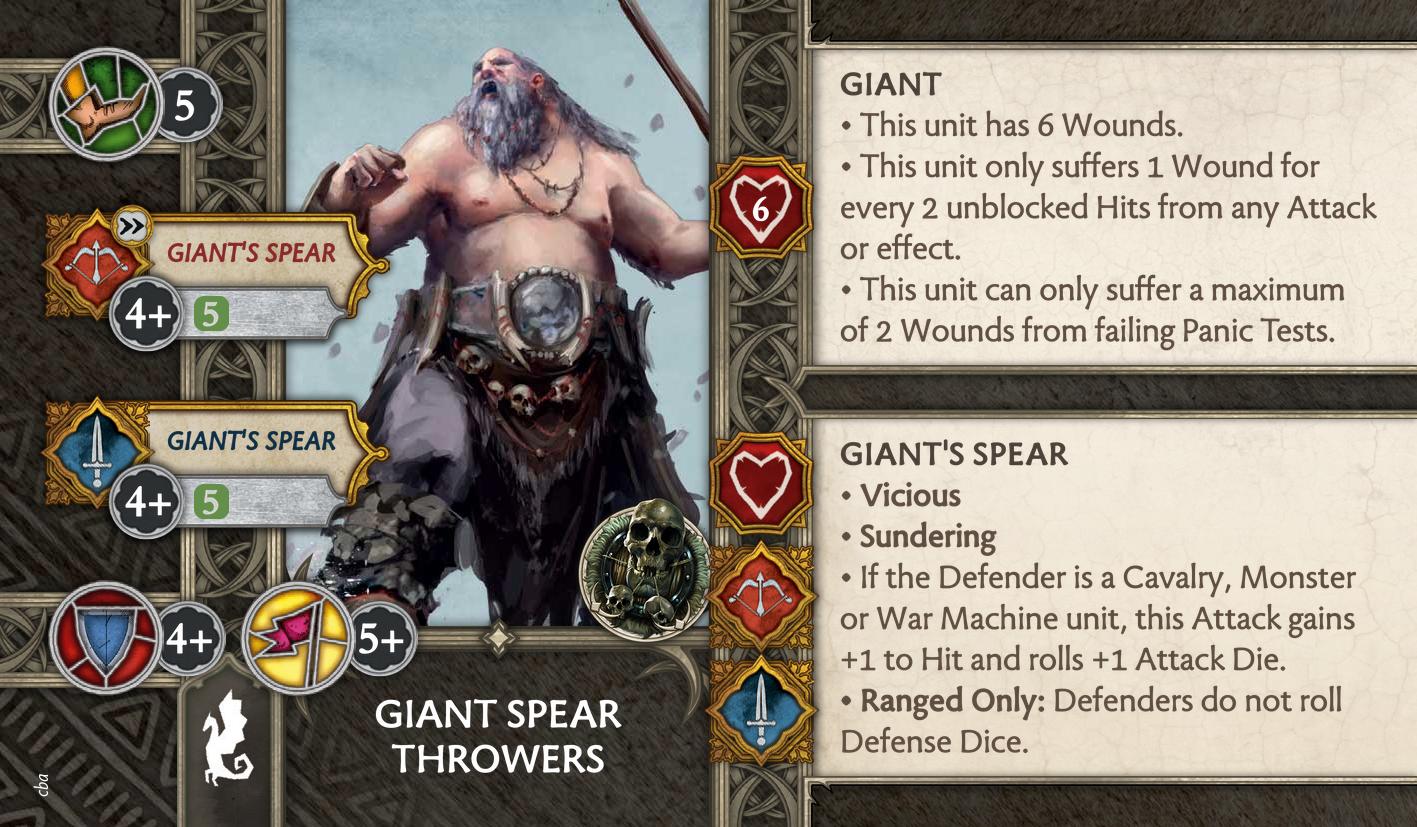 5
GIANT'S SPEAR
4+
5
GIANT'S SPEAR
4+
5
4+
5+
GIANT SPEAR
THROWERS
cba
6
GIANT
• This unit has 6 Wounds.
• This unit only suffers 1 Wound for
every 2 unblocked Hits from any Attack
or effect.
• This unit can only suffer a maximum
of 2 Wounds from failing Panic Tests.
GIANT'S SPEAR
• Vicious
• Sundering
• If the Defender is a Cavalry, Monster
or War Machine unit, this Attack gains
+1 to Hit and rolls +1 Attack Die.
• Ranged Only: Defenders do not roll
Defense Dice.